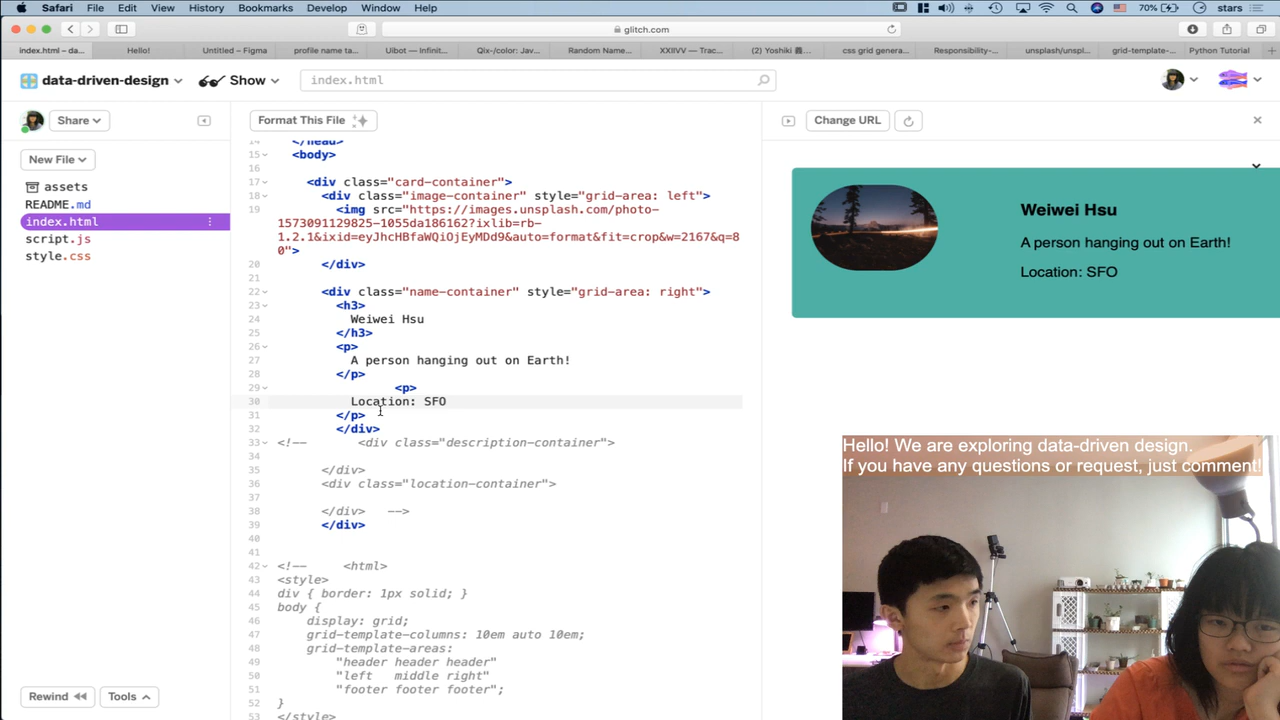 Safari File Edit View History Bookmarks Develop Window Help 70% stars
glitch.com
index.html – da... Hello! Untitled – Figma profile name ta... Uibot — Infinit... Qix-/color: Jav... Random Name... XXIIVV — Trac... (2) Yoshiki css grid genera... Responsibility-... unsplash/unspl... grid-template-... Python Tutorial
data-driven-design Show index.html
Share Format This File Change URL
New File
assets
README.md
index.html
script.js
style.css
Rewind Tools
14 </head>
15 <body>
16
17 <div class="card-container">
18 <div class="image-container" style="grid-area: left">
19 <img src="https://images.unsplash.com/photo-
1573091129825-1055da186162?ixlib=rb-
1.2.1&ixid=eyJhcHBfaWQiOjEyMDd9&auto=format&fit=crop&w=2167&q=8
0">
20 </div>
21
22 <div class="name-container" style="grid-area: right">
23 <h3>
24 Weiwei Hsu
25 </h3>
26 <p>
27 A person hanging out on Earth!
28 </p>
29 <p>
30 Location: SFO
31 </p>
32 </div>
33 <!-- <div class="description-container">
35 </div>
36 <div class="location-container">
37
38 </div> -->
39 </div>
40
41
42 <!-- <html>
43 <style>
44 div { border: 1px solid; }
45 body {
46 display: grid;
47 grid-template-columns: 10em auto 10em;
48 grid-template-areas:
49 "header header header"
50 "left middle right"
51 "footer footer footer";
52 }
53 </style>
Weiwei Hsu
A person hanging out on Earth!
Location: SFO
Hello! We are exploring data-driven design.
If you have any questions or request, just comment!